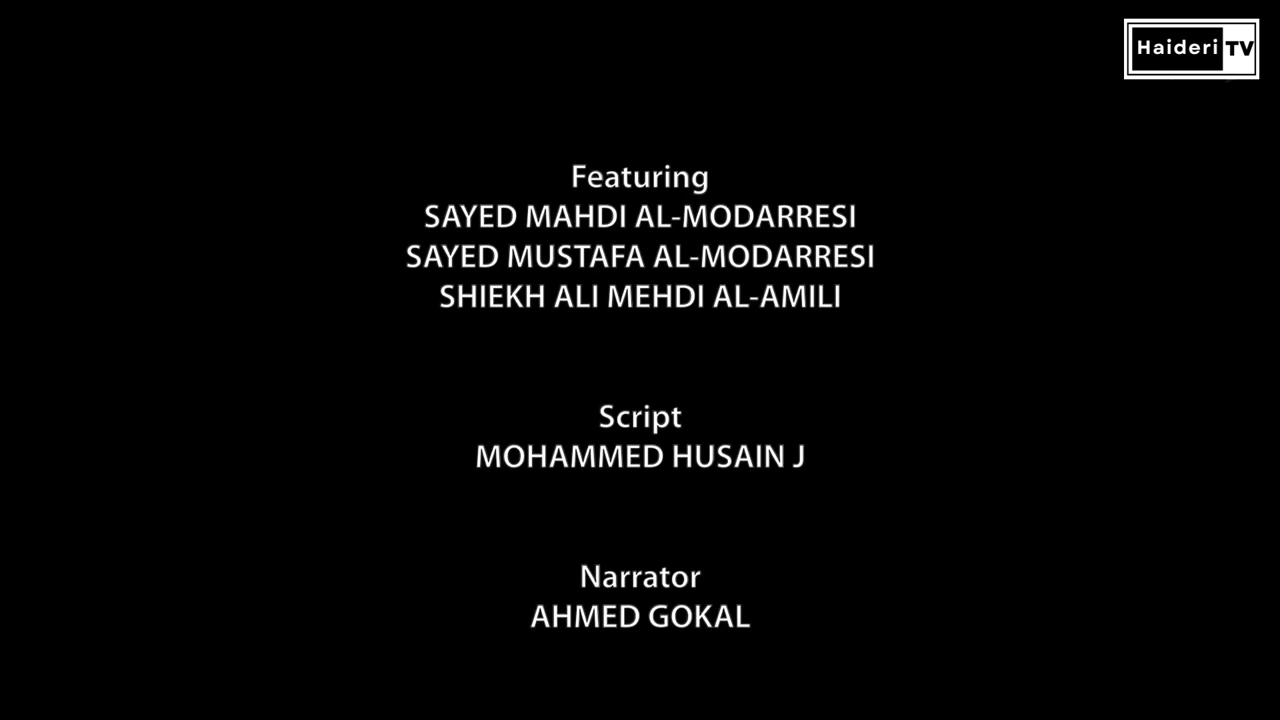 Haideri TV
Featuring
SAYED MAHDI AL-MODARRESI
SAYED MUSTAFA AL-MODARRESI
SHIEKH ALI MEHDI AL-AMILI
Script
MOHAMMED HUSAIN J
Narrator
AHMED GOKAL